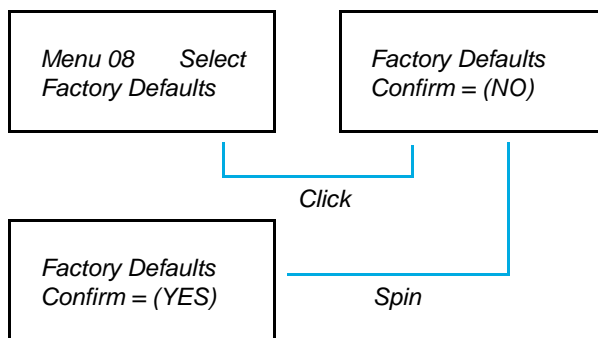 Menu 08 Select
Factory Defaults
Factory Defaults
Confirm = (NO)
Click
Factory Defaults
Confirm = (YES)
Spin